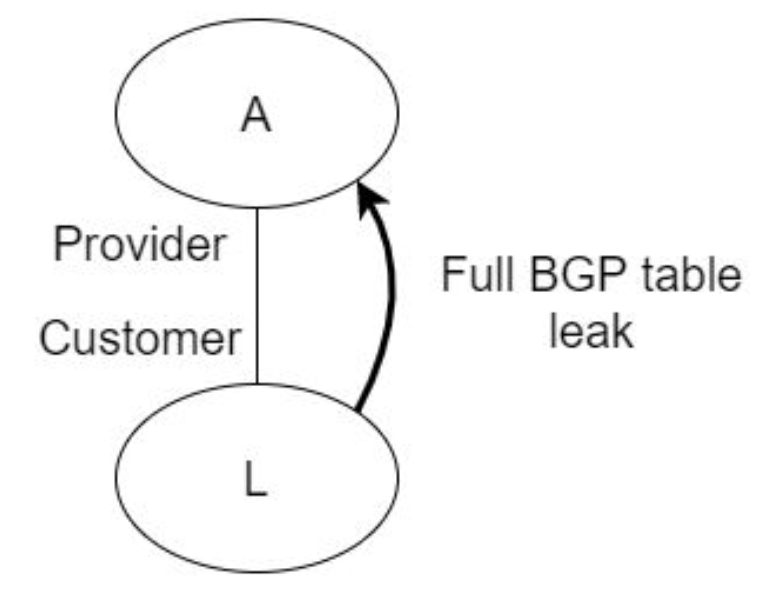 A
Provider
Full BGP table
leak
Customer
L